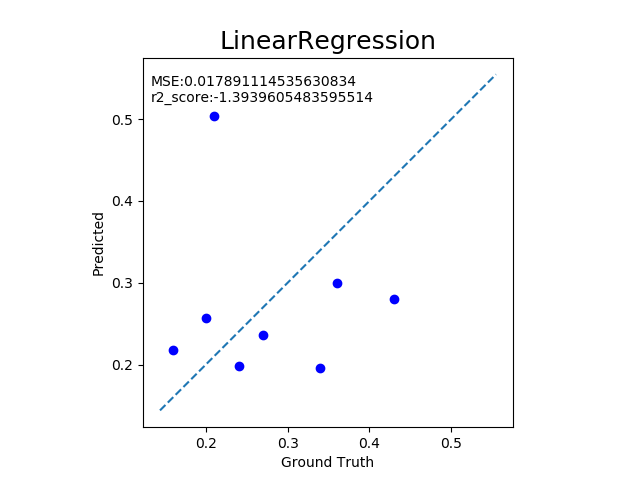 LinearRegression
MSE:0.017891114535630834
r2_score:-1.3939605483595514
0.5
0.4
0.3
0.2
Predicted
0.2 0.3 0.4 0.5
Ground Truth